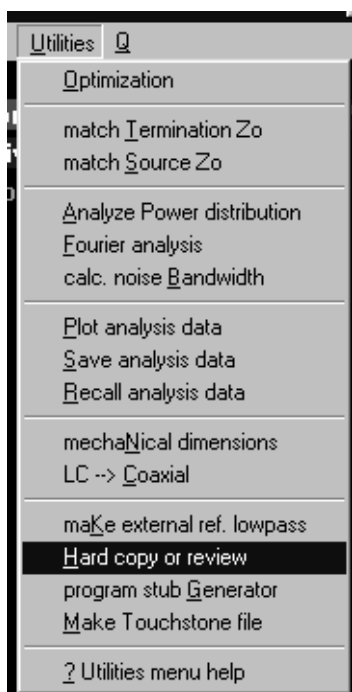 Utilities Q
Optimization
match Termination Zo
match Source Zo
Analyze Power distribution
Fourier analysis
calc. noise Bandwidth
Plot analysis data
Save analysis data
Recall analysis data
mechaNical dimensions
LC --> Coaxial
maKe external ref. lowpass
Hard copy or review
program stub Generator
Make Touchstone file
? Utilities menu help